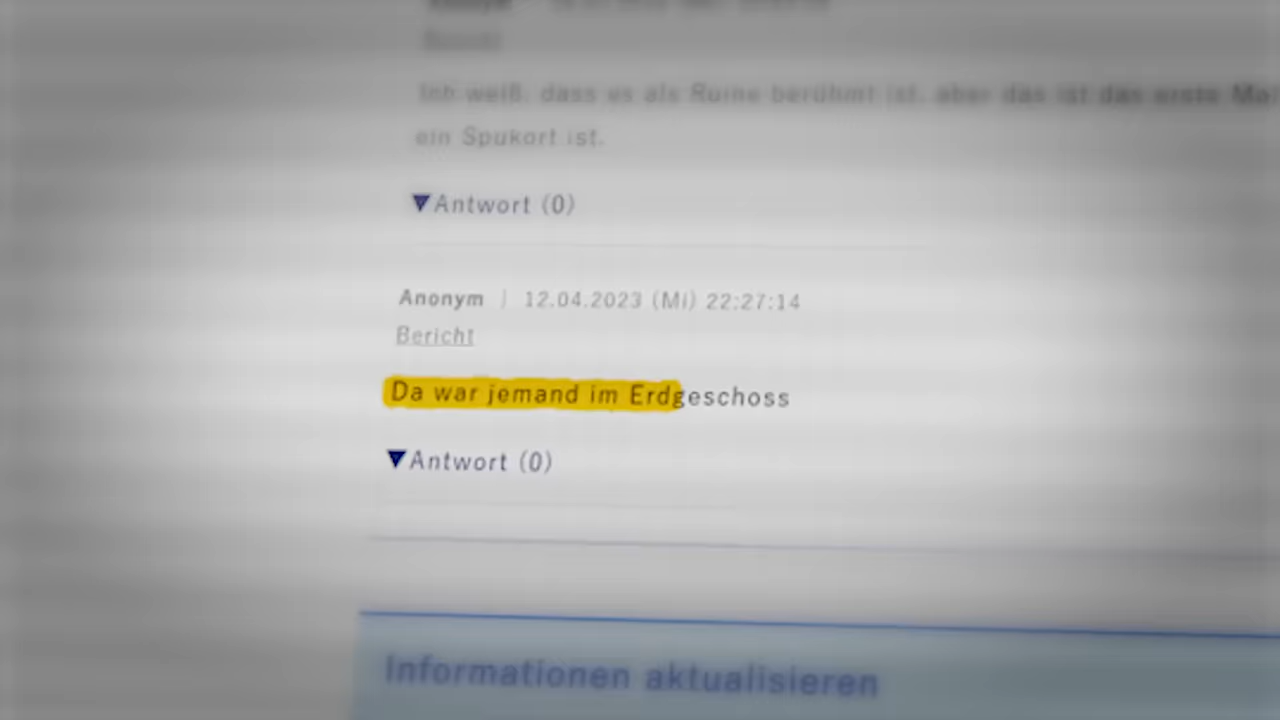 Ich weiß, dass es als Ruine berühmt ist, aber das ist das erste Mal
ein Spukort ist.
▼Antwort (0)
Anonym | 12.04.2023 (Mi) 22:27:14
Bericht
Da war jemand im Erdgeschoss
▼Antwort (0)
Informationen aktualisieren